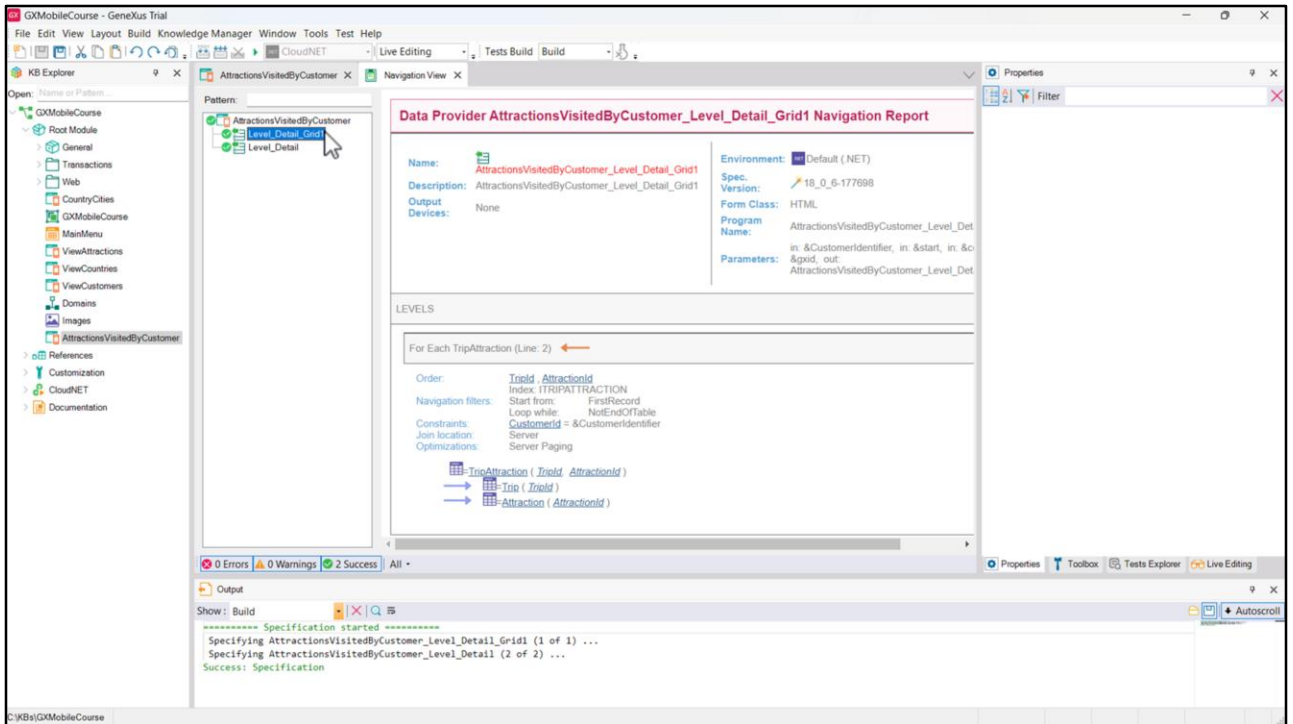 GXMobileCourse - GeneXus Trial
File Edit View Layout Build Knowledge Manager Window Tools Test Help
CloudNET Live Editing Tests Build Build
KB Explorer
Open: Name or Pattern...
GXMobileCourse
Root Module
General
Transactions
Web
CountryCities
GXMobileCourse
MainMenu
ViewAttractions
ViewCountries
ViewCustomers
Domains
Images
AttractionsVisitedByCustomer
References
Customization
CloudNET
Documentation
AttractionsVisitedByCustomer X Navigation View X
Pattern:
AttractionsVisitedByCustomer
Level_Detail_Grid1
Level_Detail
Data Provider AttractionsVisitedByCustomer_Level_Detail_Grid1 Navigation Report
Name: AttractionsVisitedByCustomer_Level_Detail_Grid1
Description: AttractionsVisitedByCustomer_Level_Detail_Grid1
Output Devices: None
Environment: Default (.NET)
Spec. Version: 18_0_6-177698
Form Class: HTML
Program Name: AttractionsVisitedByCustomer_Level_Det
Parameters: in: &CustomerIdentifier, in: &start, in: &c
&gxid, out:
AttractionsVisitedByCustomer_Level_Det
LEVELS
For Each TripAttraction (Line: 2)
Order: TripId , AttractionId
Index: ITRIPATTRACTION
Navigation filters: Start from: FirstRecord
Loop while: NotEndOfTable
Constraints: CustomerId = &CustomerIdentifier
Join location: Server
Optimizations: Server Paging
=TripAttraction ( TripId, AttractionId )
=Trip ( TripId )
=Attraction ( AttractionId )
0 Errors 0 Warnings 2 Success All
Properties
Filter
Properties Toolbox Tests Explorer Live Editing
Output
Show: Build
Autoscroll
========== Specification started ==========
Specifying AttractionsVisitedByCustomer_Level_Detail_Grid1 (1 of 1) ...
Specifying AttractionsVisitedByCustomer_Level_Detail (2 of 2) ...
Success: Specification
C:\KBs\GXMobileCourse